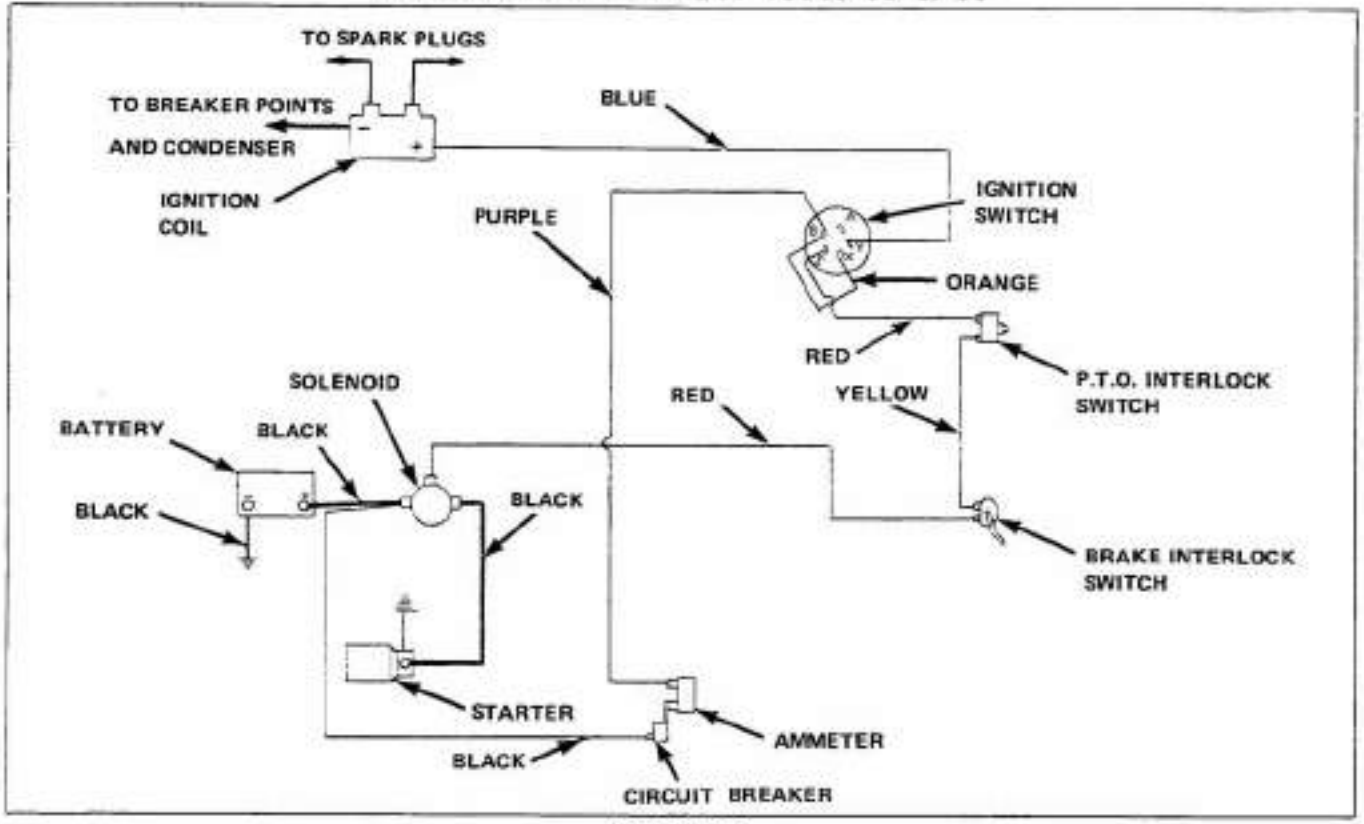 TO SPARK PLUGS
TO BREAKER POINTS
AND CONDENSER
BLUE
IGNITION
COIL
PURPLE
IGNITION
SWITCH
ORANGE
RED
P.T.O. INTERLOCK
SWITCH
SOLENOID
RED
YELLOW
BATTERY
BLACK
BLACK
BLACK
BRAKE INTERLOCK
SWITCH
STARTER
AMMETER
BLACK
CIRCUIT BREAKER